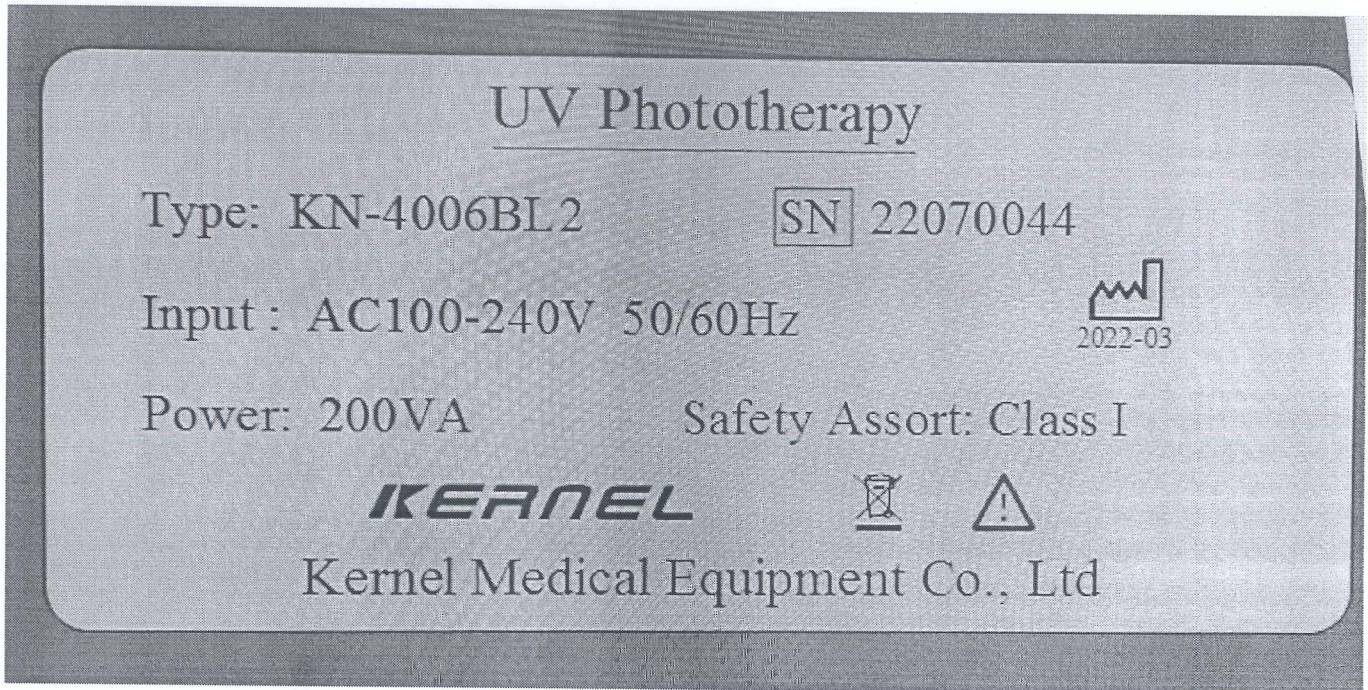 UV Phototherapy
Type: KN-4006BL2 SN 22070044
Input : AC100-240V 50/60Hz
2022-03
Power: 200VA Safety Assort: Class I
KERNEL
Kernel Medical Equipment Co., Ltd